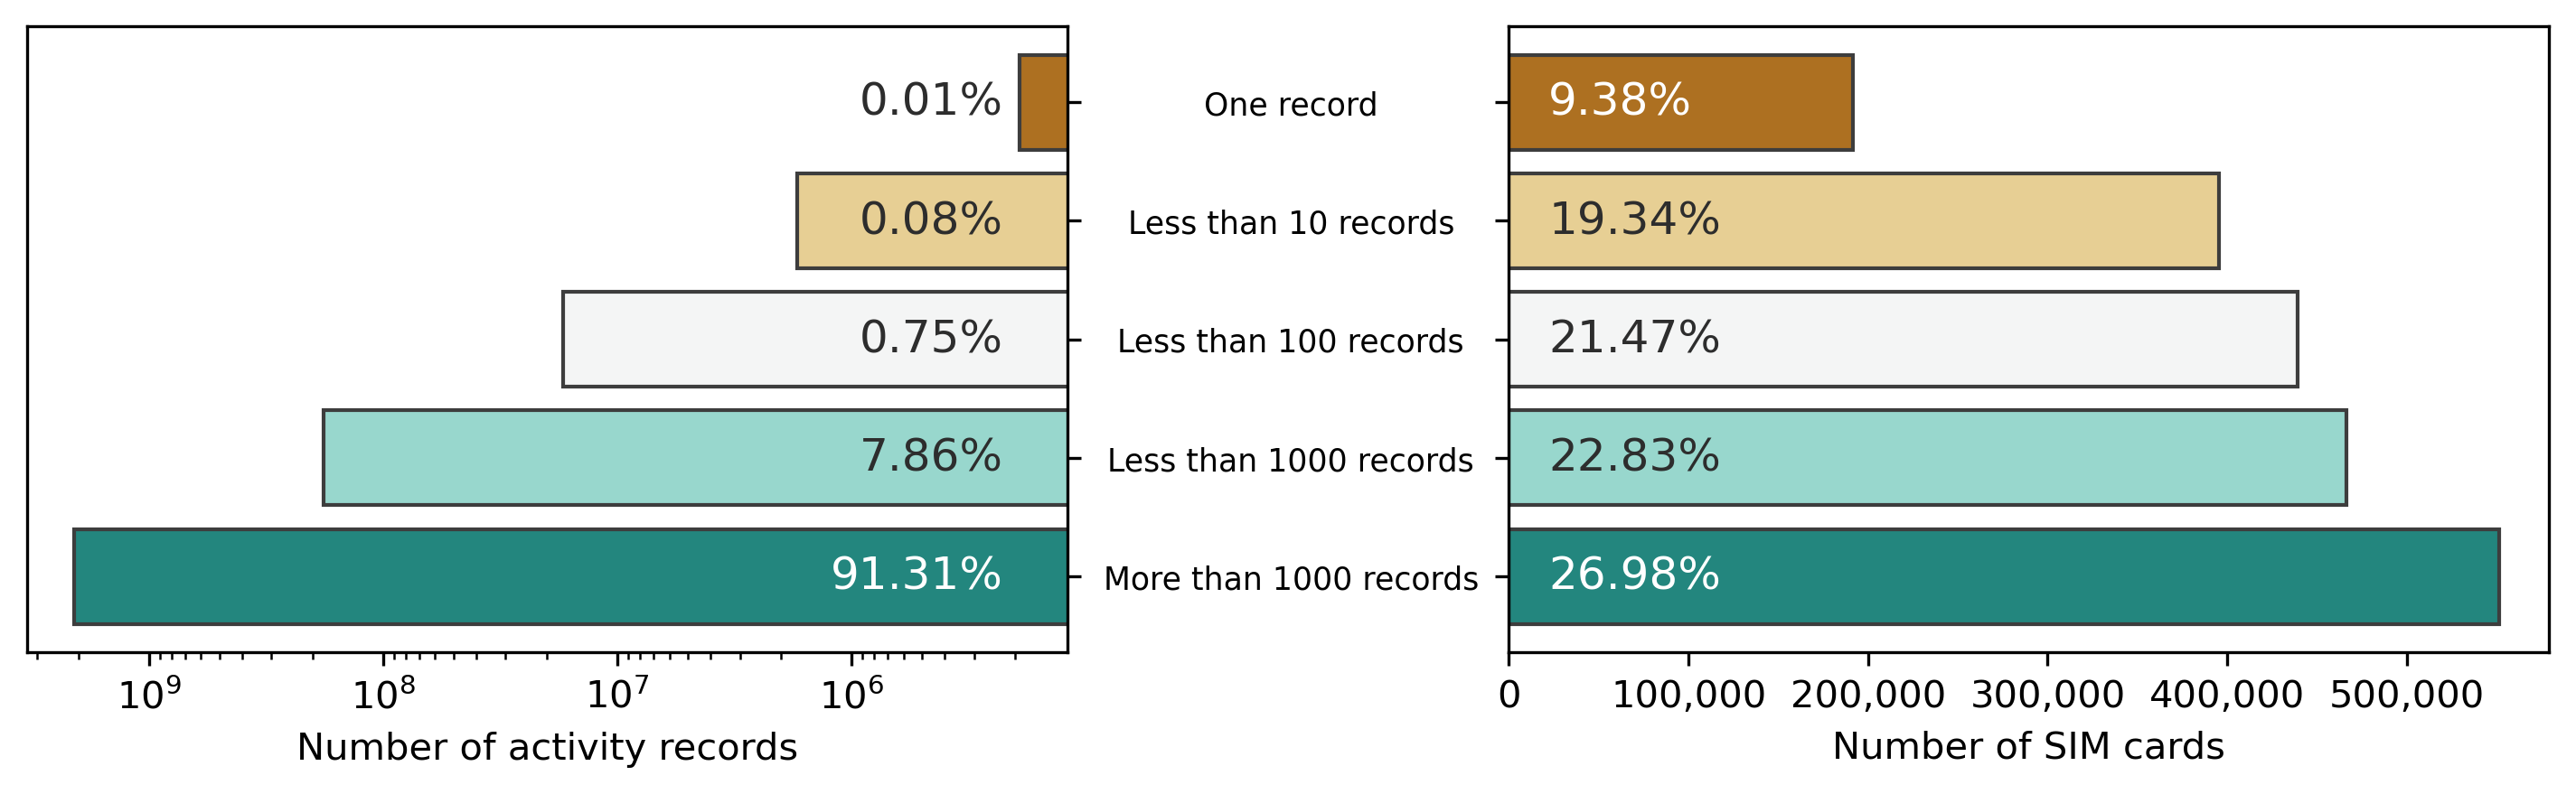 0.01%
One record
9.38%
0.08%
Less than 10 records
19.34%
0.75%
Less than 100 records
21.47%
7.86%
Less than 1000 records
22.83%
91.31%
More than 1000 records
26.98%
10⁹ 10⁸ 10⁷ 10⁶
Number of activity records
0 100,000 200,000 300,000 400,000 500,000
Number of SIM cards